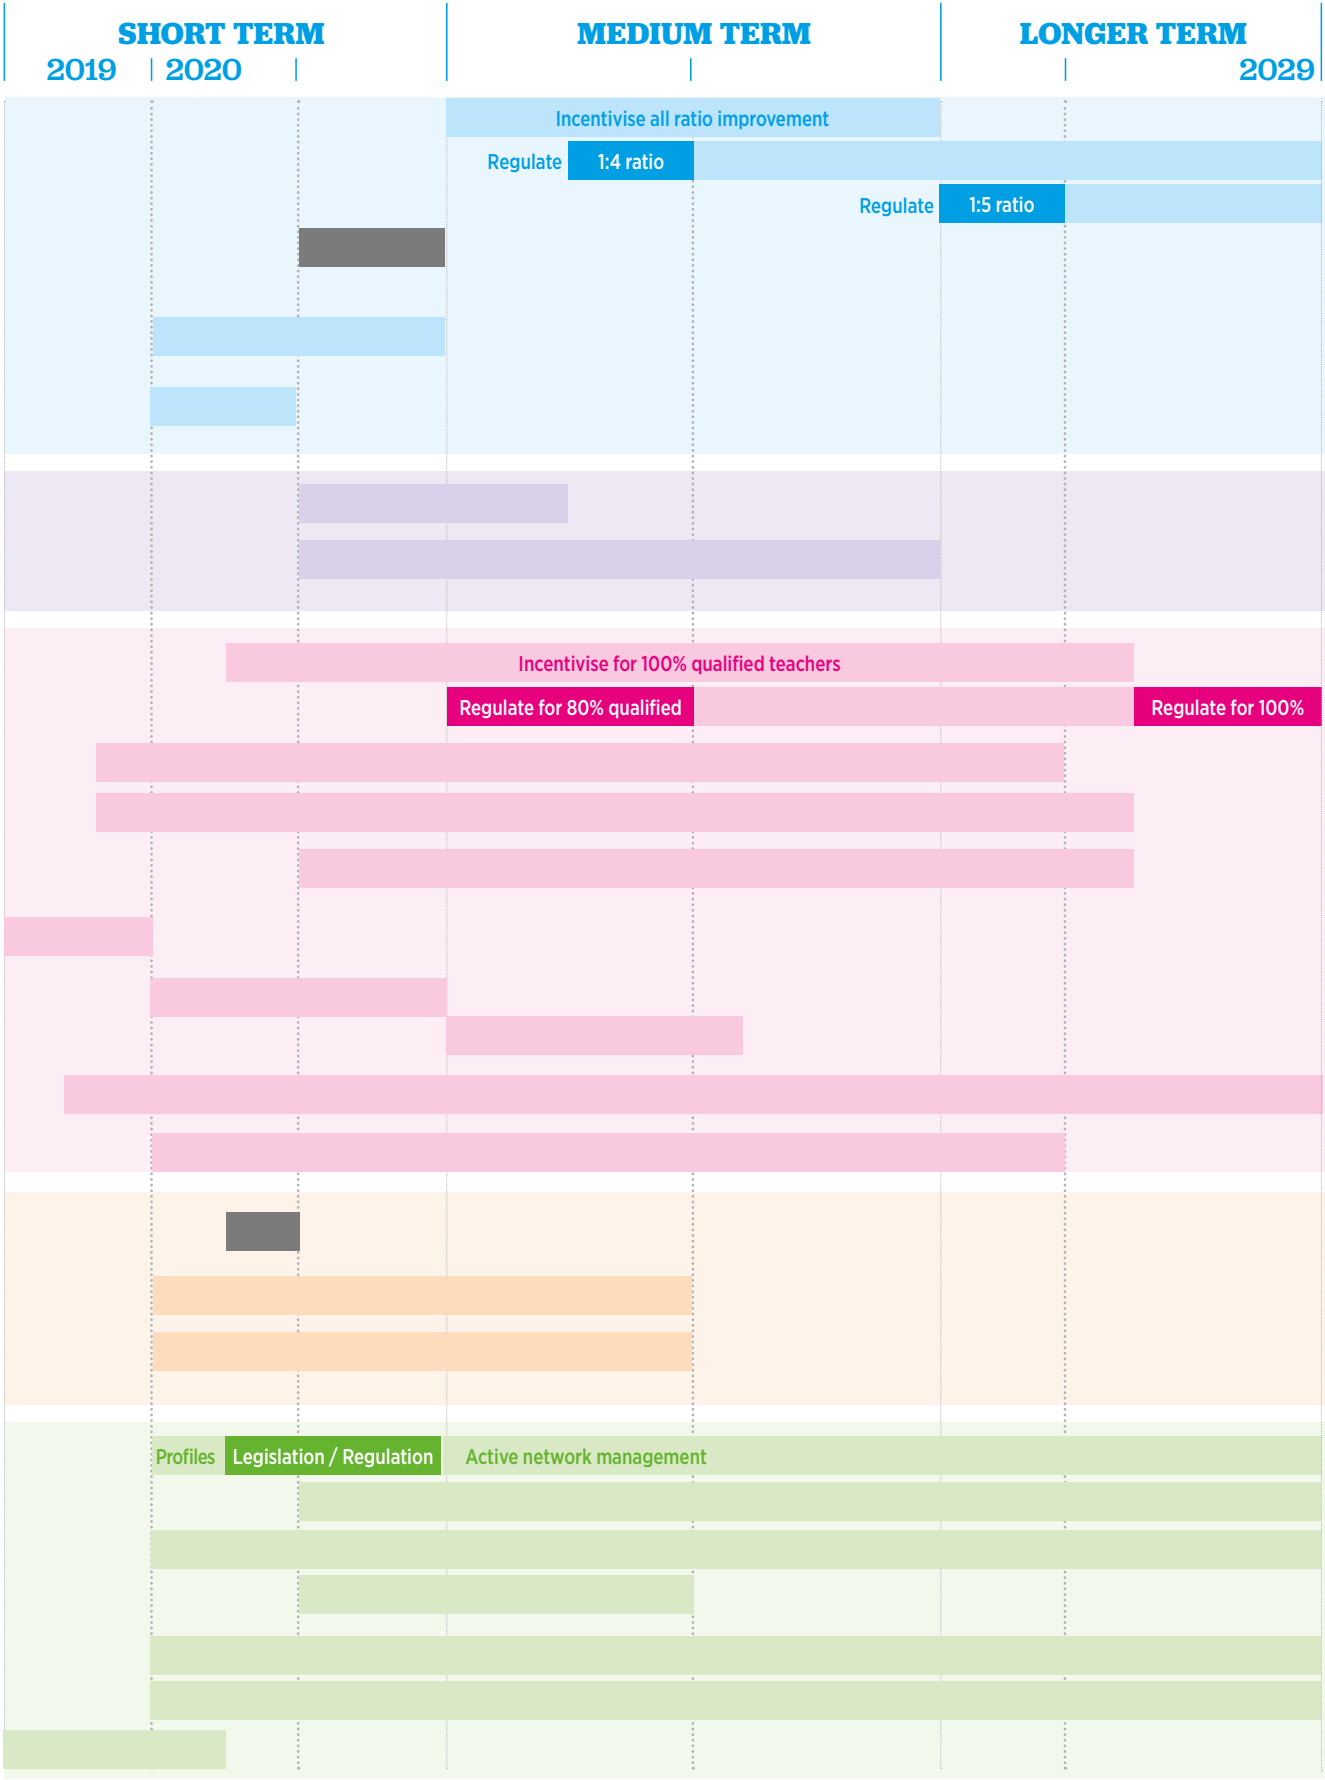 SHORT TERM
MEDIUM TERM
LONGER TERM
2019
2020
2029
Incentivise all ratio improvement
Regulate
1:4 ratio
Regulate
1:5 ratio
Incentivise for 100% qualified teachers
Regulate for 80% qualified
Regulate for 100%
Profiles
Legislation / Regulation
Active network management